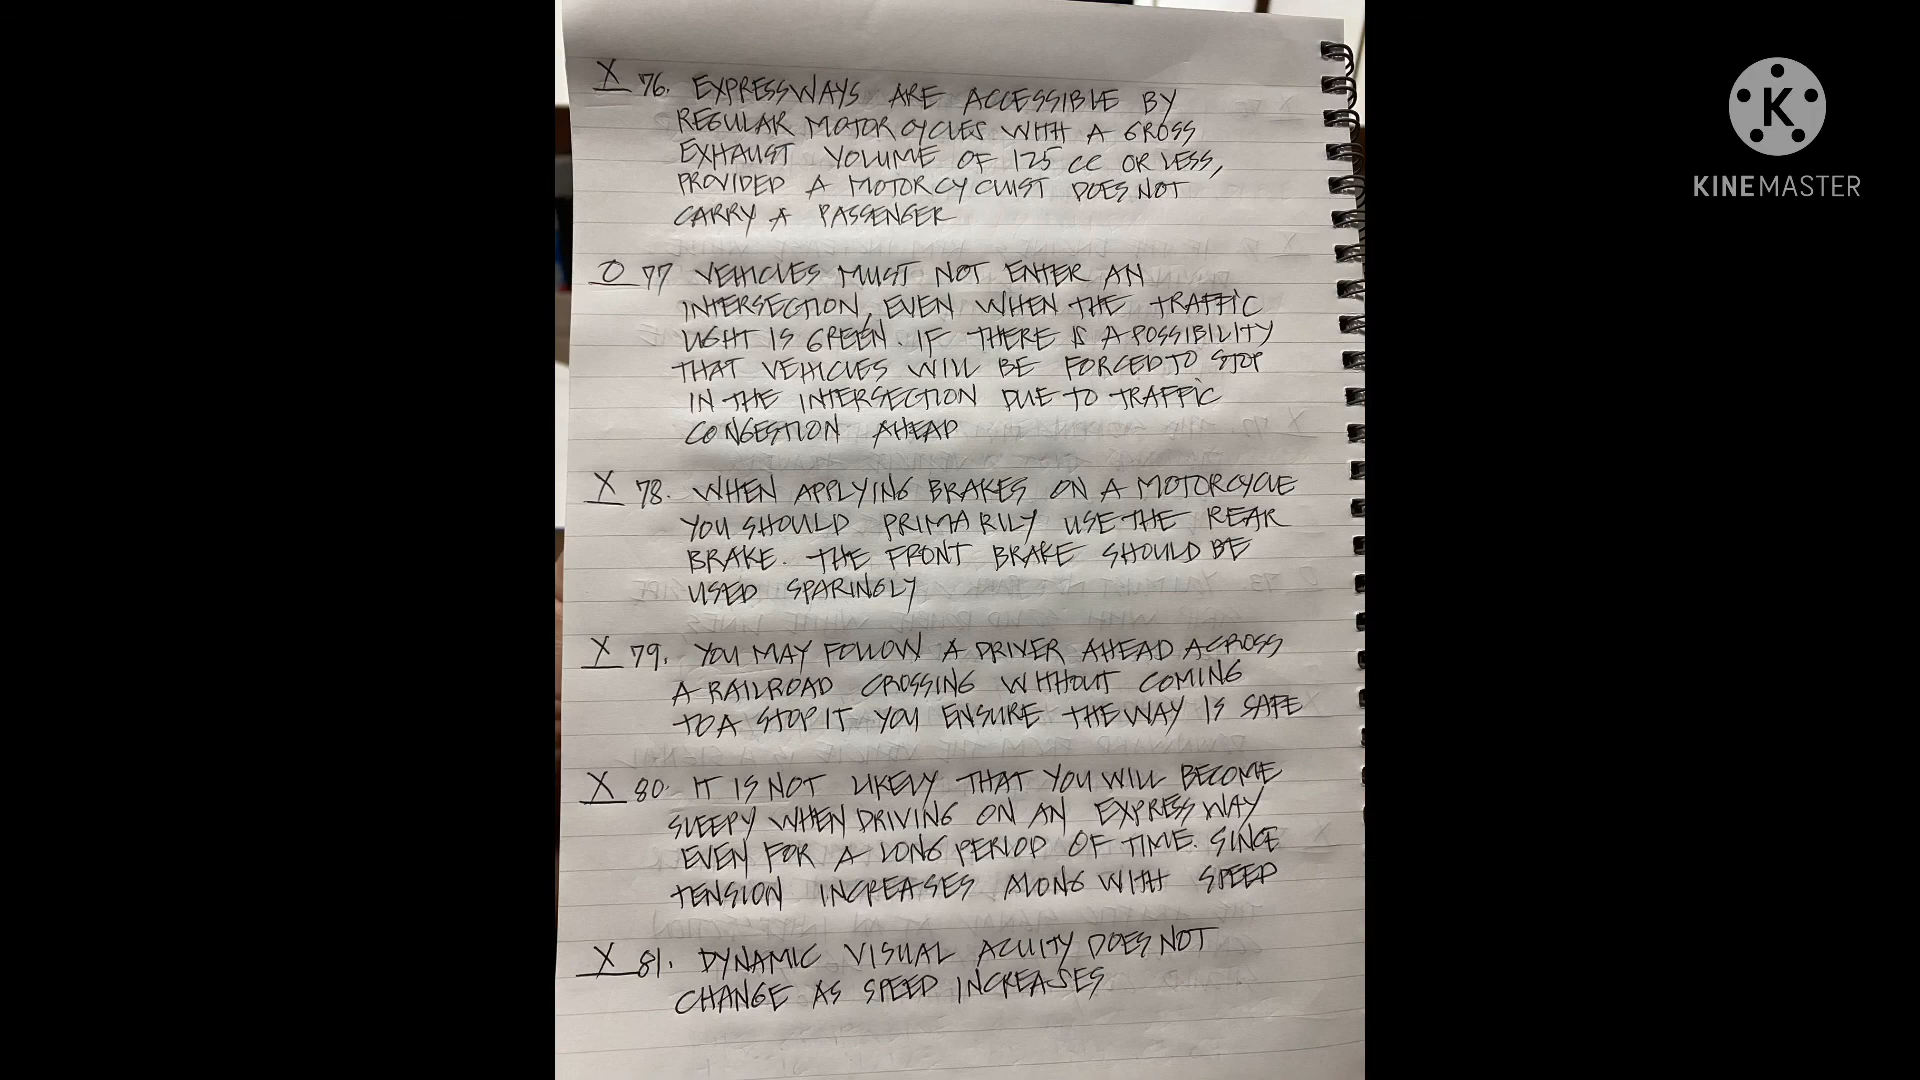 X 76. EXPRESSWAYS ARE ACCESSIBLE BY
REGULAR MOTORCYCLES WITH A GROSS
EXHAUST VOLUME OF 125 CC OR LESS,
PROVIDED A MOTORCYCLIST DOES NOT
CARRY A PASSENGER
O 77 VEHICLES MUST NOT ENTER AN
INTERSECTION, EVEN WHEN THE TRAFFIC
LIGHT IS GREEN. IF THERE IS A POSSIBILITY
THAT VEHICLES WILL BE FORCED TO STOP
IN THE INTERSECTION DUE TO TRAFFIC
CONGESTION AHEAD
X 78. WHEN APPLYING BRAKES ON A MOTORCYCLE
YOU SHOULD PRIMARILY USE THE REAR
BRAKE. THE FRONT BRAKE SHOULD BE
USED SPARINGLY
X 79. YOU MAY FOLLOW A DRIVER AHEAD ACROSS
A RAILROAD CROSSING WITHOUT COMING
TO A STOP IT YOU ENSURE THE WAY IS SAFE
X 80. IT IS NOT LIKELY THAT YOU WILL BECOME
SLEEPY WHEN DRIVING ON AN EXPRESSWAY
EVEN FOR A LONG PERIOD OF TIME. SINCE
TENSION INCREASES ALONG WITH SPEED
X 81. DYNAMIC VISUAL ACUITY DOES NOT
CHANGE AS SPEED INCREASES
K
KINEMASTER